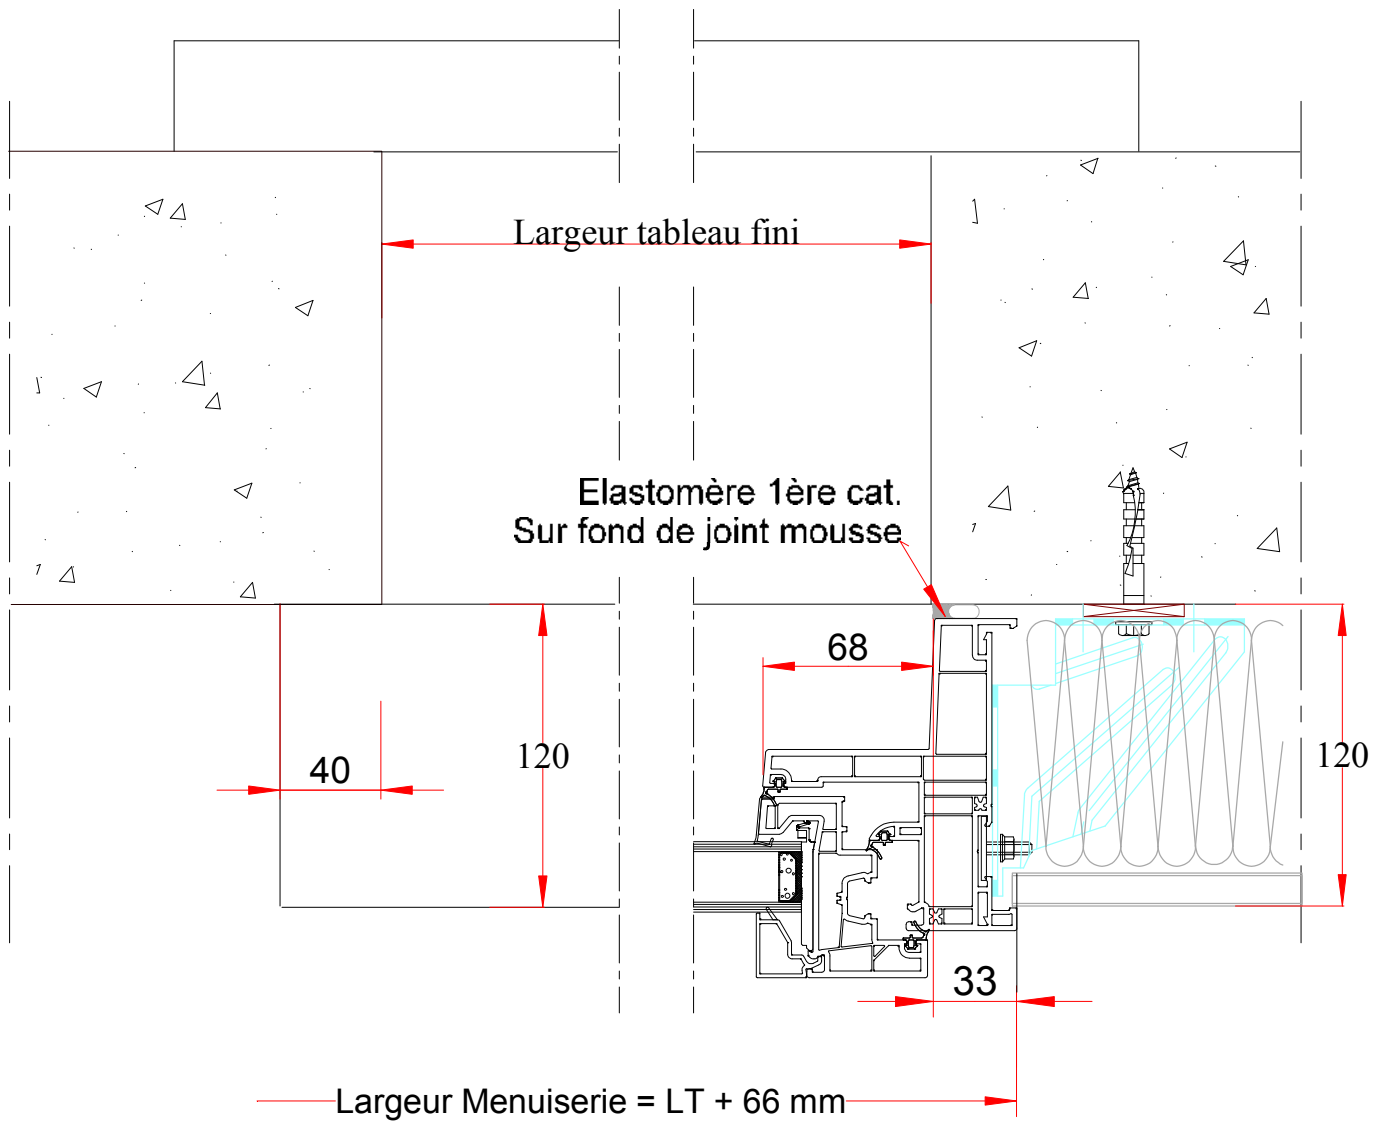 Largeur tableau fini
Elastomère 1ère cat.
Sur fond de joint mousse
68
120
40
120
33
Largeur Menuiserie = LT + 66 mm